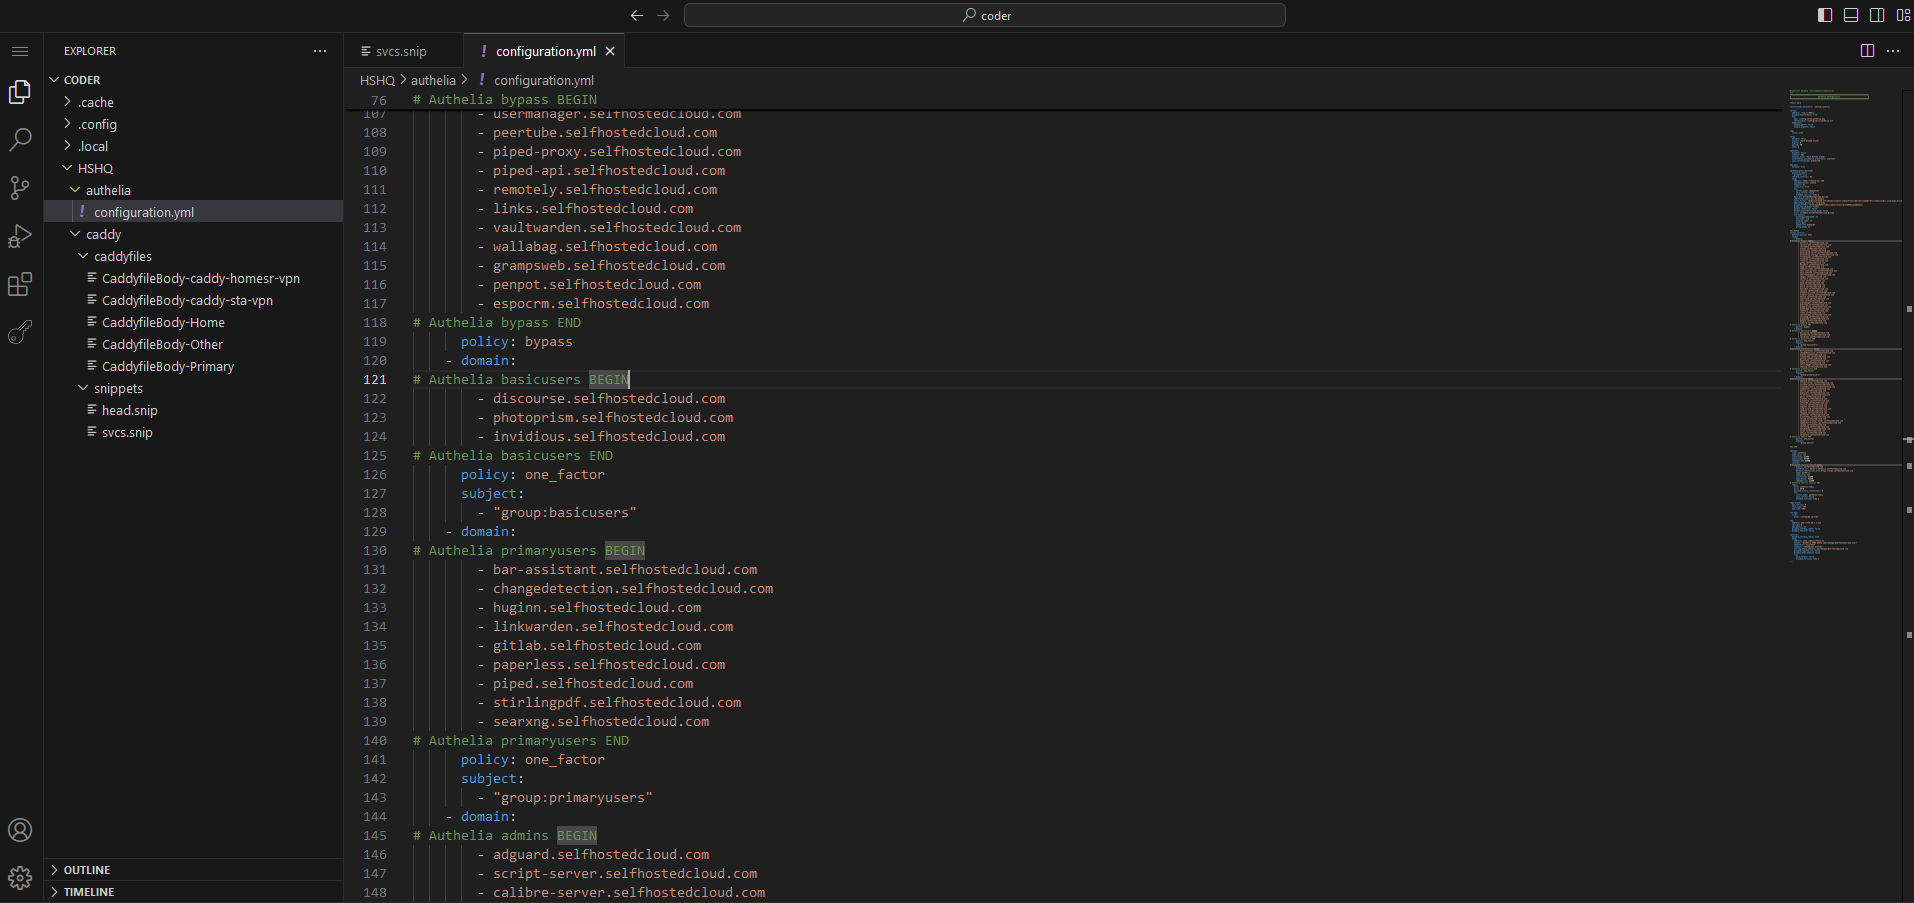 coder
EXPLORER
svcs.snip
configuration.yml
HSHQ > authelia > configuration.yml
CODER
.cache
.config
.local
HSHQ
authelia
configuration.yml
caddy
caddyfiles
CaddyfileBody-caddy-homesr-vpn
CaddyfileBody-caddy-sta-vpn
CaddyfileBody-Home
CaddyfileBody-Other
CaddyfileBody-Primary
snippets
head.snip
svcs.snip
OUTLINE
TIMELINE
76 # Authelia bypass BEGIN
107 - usermanager.selfhostedcloud.com
108 - peertube.selfhostedcloud.com
109 - piped-proxy.selfhostedcloud.com
110 - piped-api.selfhostedcloud.com
111 - remotely.selfhostedcloud.com
112 - links.selfhostedcloud.com
113 - vaultwarden.selfhostedcloud.com
114 - wallabag.selfhostedcloud.com
115 - grampsweb.selfhostedcloud.com
116 - penpot.selfhostedcloud.com
117 - espocrm.selfhostedcloud.com
118 # Authelia bypass END
119 policy: bypass
120 - domain:
121 # Authelia basicusers BEGIN
122 - discourse.selfhostedcloud.com
123 - photoprism.selfhostedcloud.com
124 - invidious.selfhostedcloud.com
125 # Authelia basicusers END
126 policy: one_factor
127 subject:
128 - "group:basicusers"
129 - domain:
130 # Authelia primaryusers BEGIN
131 - bar-assistant.selfhostedcloud.com
132 - changedetection.selfhostedcloud.com
133 - huginn.selfhostedcloud.com
134 - linkwarden.selfhostedcloud.com
135 - gitlab.selfhostedcloud.com
136 - paperless.selfhostedcloud.com
137 - piped.selfhostedcloud.com
138 - stirlingpdf.selfhostedcloud.com
139 - searxng.selfhostedcloud.com
140 # Authelia primaryusers END
141 policy: one_factor
142 subject:
143 - "group:primaryusers"
144 - domain:
145 # Authelia admins BEGIN
146 - adguard.selfhostedcloud.com
147 - script-server.selfhostedcloud.com
148 - calibre-server.selfhostedcloud.com